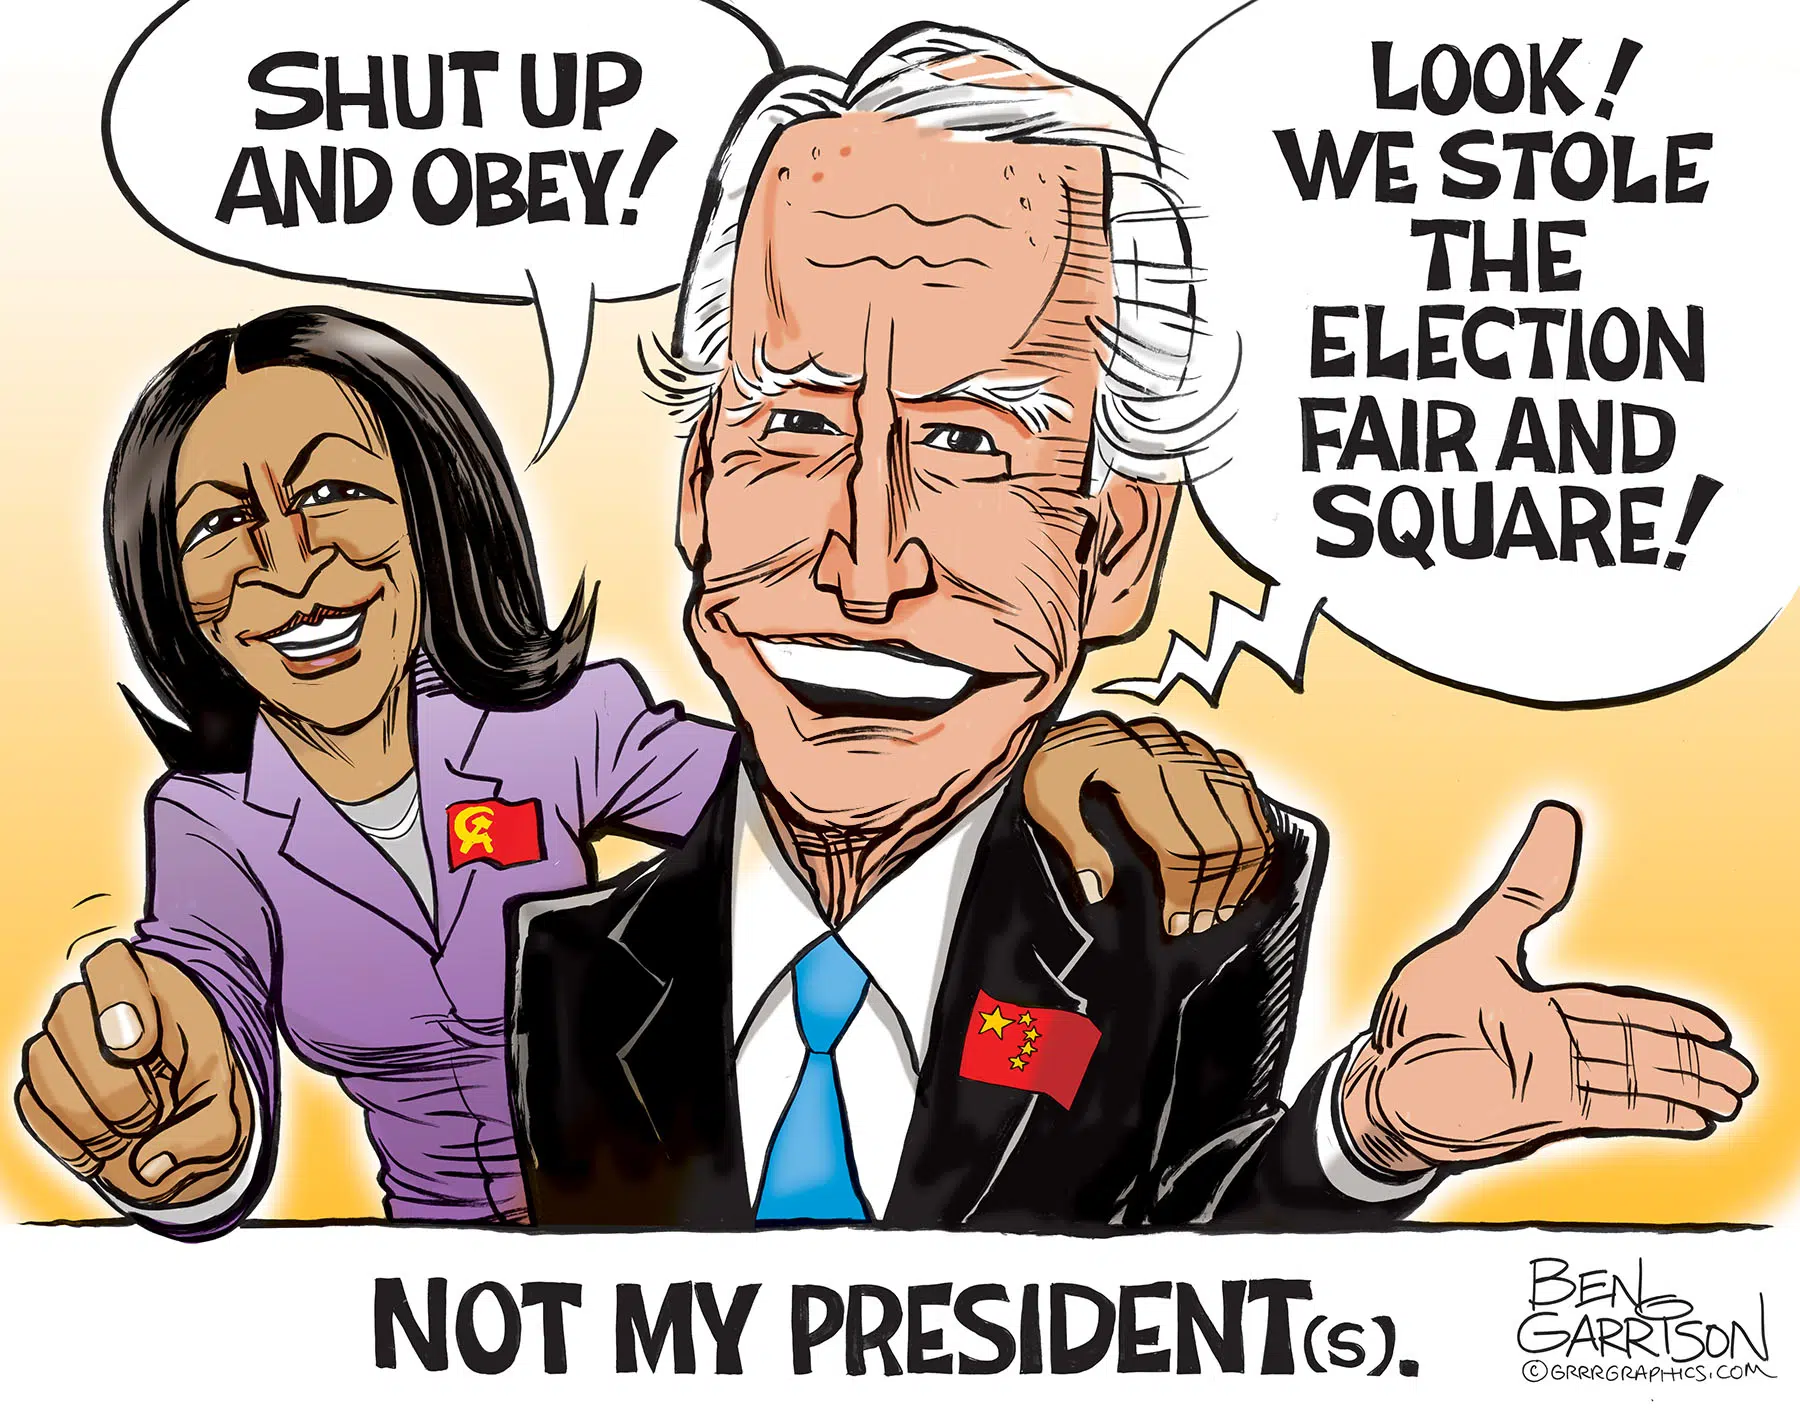 SHUT UP
AND OBEY!
LOOK!
WE STOLE
THE
ELECTION
FAIR AND
SQUARE!
NOT MY PRESIDENT(S).
BEN
GARRISON
©GRRRGRAPHICS.COM